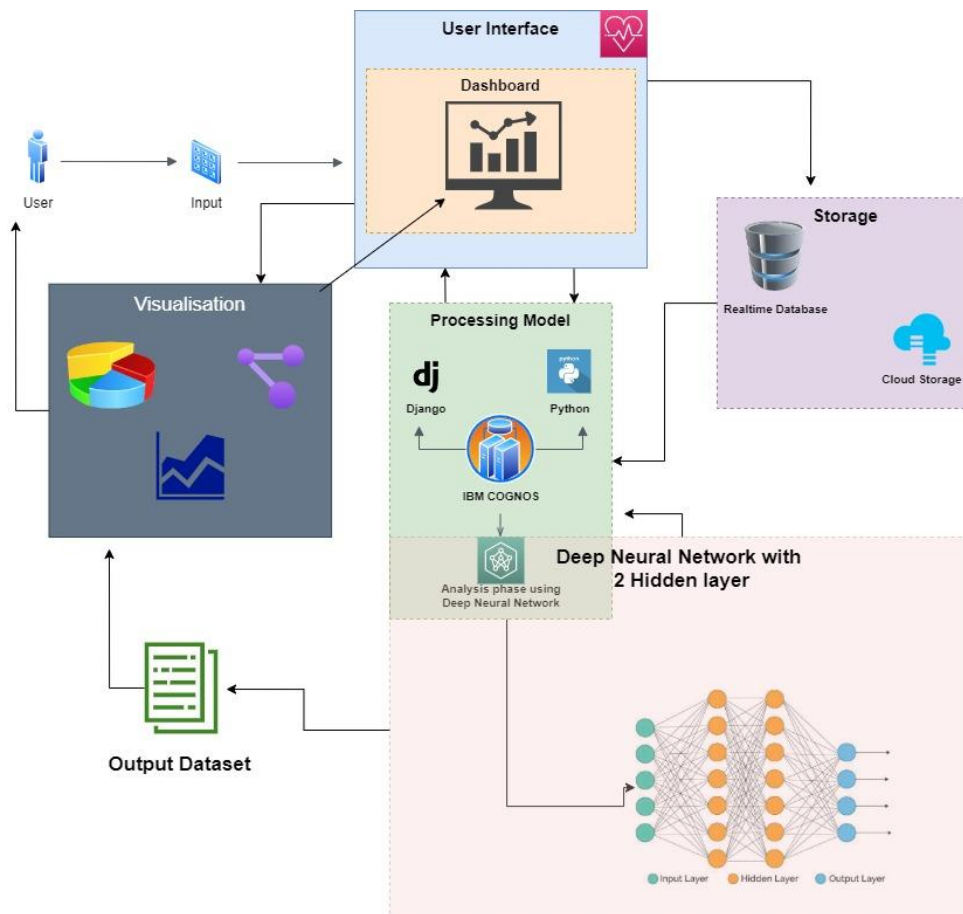 User Interface
Dashboard
User
Input
Storage
Realtime Database
Cloud Storage
Visualisation
Processing Model
dj
python
Django
Python
IBM COGNOS
Analysis phase using
Deep Neural Network
Deep Neural Network with
2 Hidden layer
Output Dataset
Input Layer
Hidden Layer
Output Layer